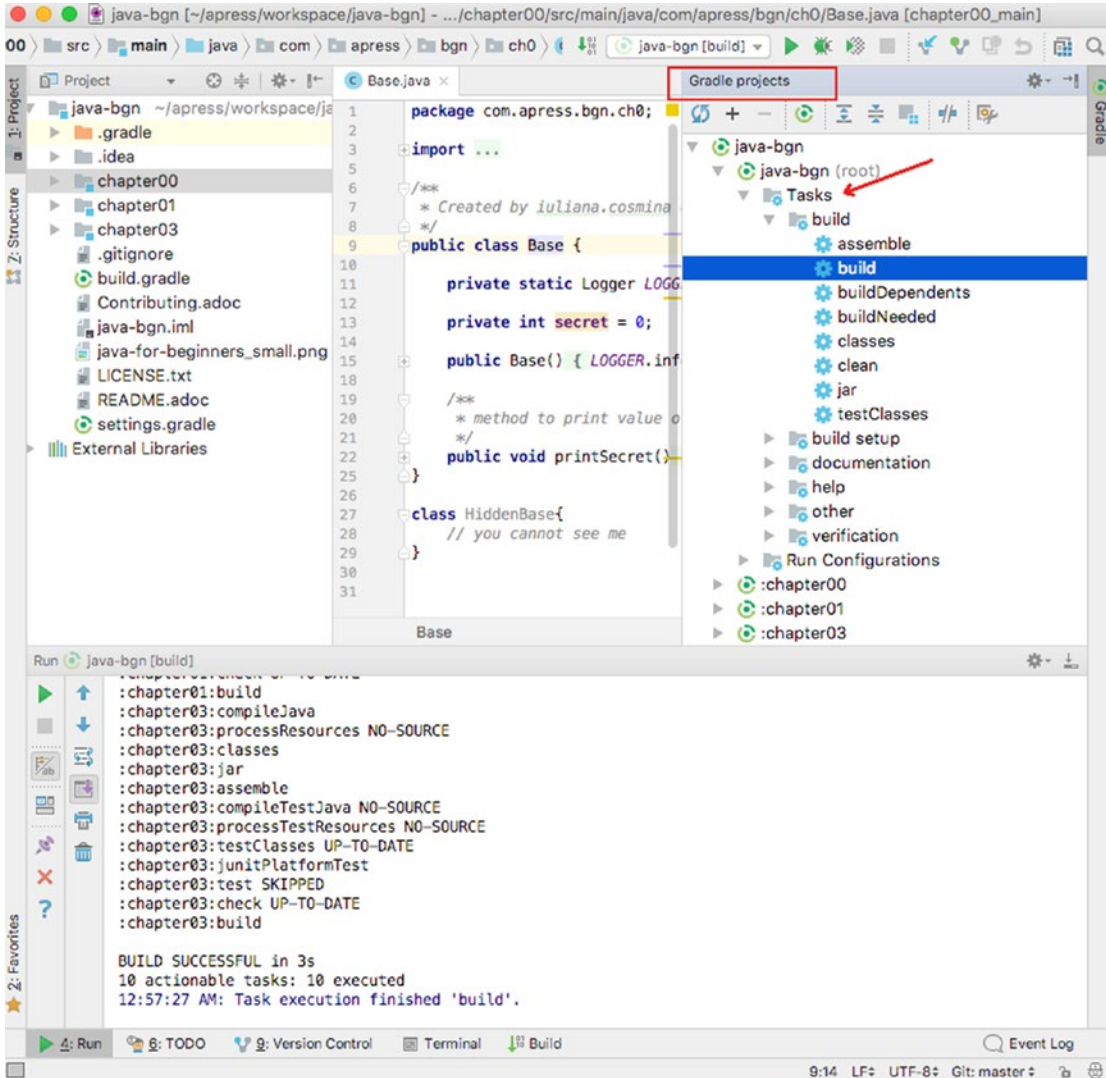 java-bgn [~/apress/workspace/java-bgn] - .../chapter00/src/main/java/com/apress/bgn/ch0/Base.java [chapter00_main]
00 src main java com apress bgn ch0 java-bgn [build]
1: Project
7: Structure
2: Favorites
Project
java-bgn ~/apress/workspace/ja
.gradle
.idea
chapter00
chapter01
chapter03
.gitignore
build.gradle
Contributing.adoc
java-bgn.iml
java-for-beginners_small.png
LICENSE.txt
README.adoc
settings.gradle
External Libraries
Base.java
1 package com.apress.bgn.ch0;
2
3 import ...
5
6 /**
7 * Created by iuliana.cosmina
8 */
9 public class Base {
10
11 private static Logger LOGG
12
13 private int secret = 0;
14
15 public Base() { LOGGER.inf
18
19 /**
20 * method to print value o
21 */
22 public void printSecret()
25 }
26
27 class HiddenBase{
28 // you cannot see me
29 }
30
31
Base
Gradle projects
Gradle
java-bgn
java-bgn (root)
Tasks
build
assemble
build
buildDependents
buildNeeded
classes
clean
jar
testClasses
build setup
documentation
help
other
verification
Run Configurations
:chapter00
:chapter01
:chapter03
Run java-bgn [build]
:chapter01:check UP-TO-DATE
:chapter01:build
:chapter03:compileJava
:chapter03:processResources NO-SOURCE
:chapter03:classes
:chapter03:jar
:chapter03:assemble
:chapter03:compileTestJava NO-SOURCE
:chapter03:processTestResources NO-SOURCE
:chapter03:testClasses UP-TO-DATE
:chapter03:junitPlatformTest
:chapter03:test SKIPPED
:chapter03:check UP-TO-DATE
:chapter03:build
BUILD SUCCESSFUL in 3s
10 actionable tasks: 10 executed
12:57:27 AM: Task execution finished 'build'.
4: Run 6: TODO 9: Version Control Terminal Build Event Log
9:14 LF UTF-8 Git: master